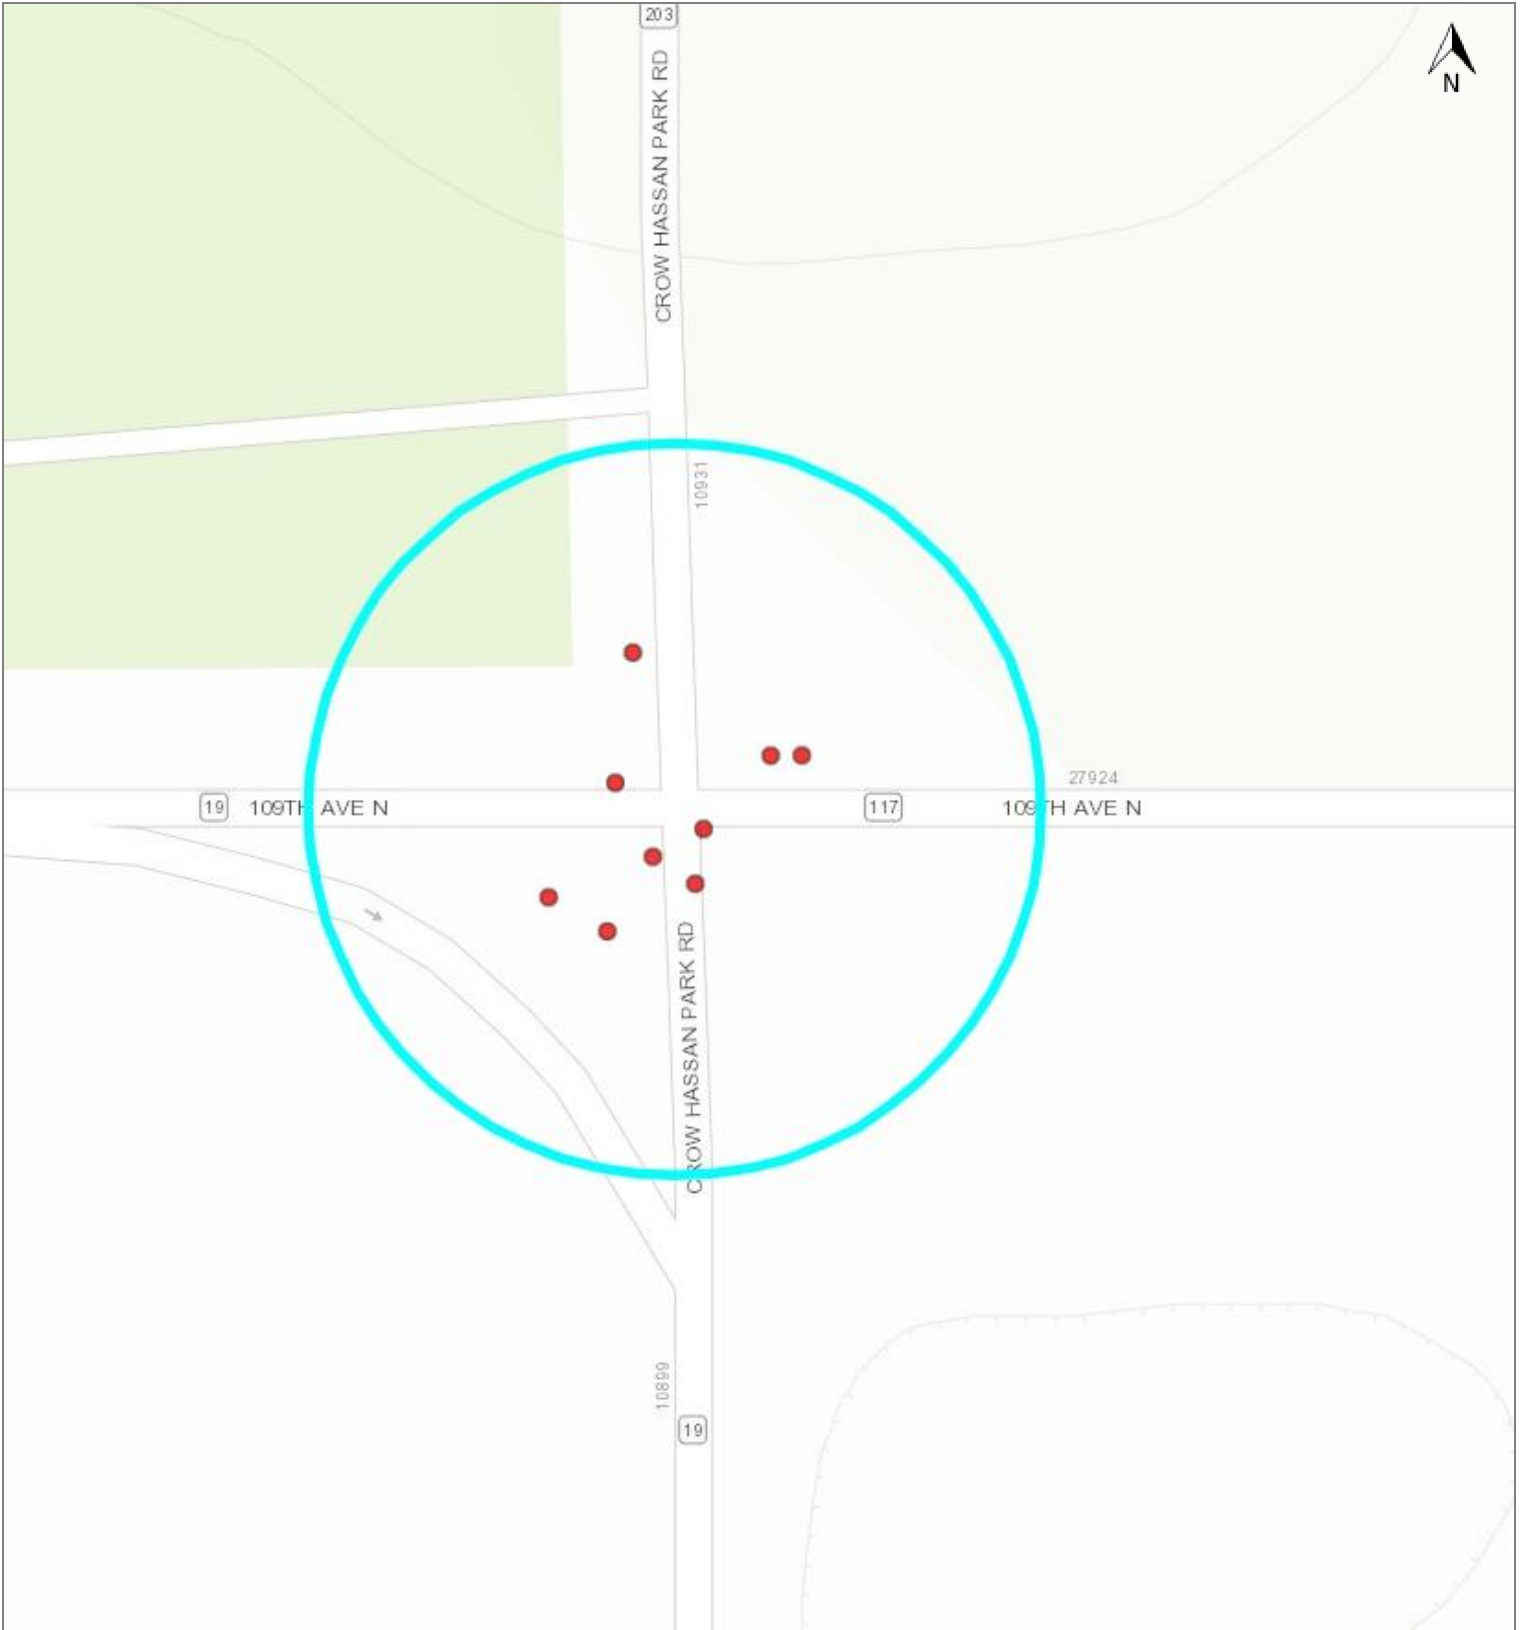 203
N
CROW HASSAN PARK RD
10931
27924
19 109TH AVE N
117 109TH AVE N
CROW HASSAN PARK RD
10899
19